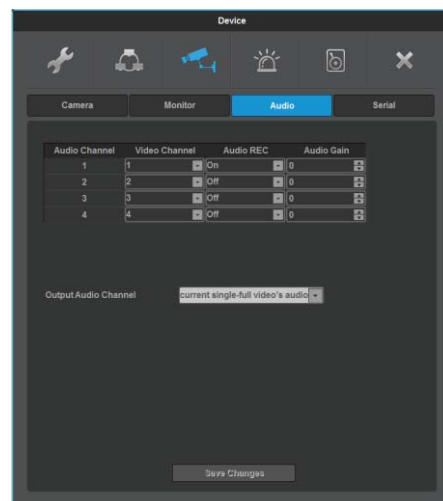 Device
Camera Monitor Audio Serial
Audio Channel Video Channel Audio REC Audio Gain
1 1 On 0
2 2 Off 0
3 3 Off 0
4 4 Off 0
Output Audio Channel current single-full video's audio
Save Changes